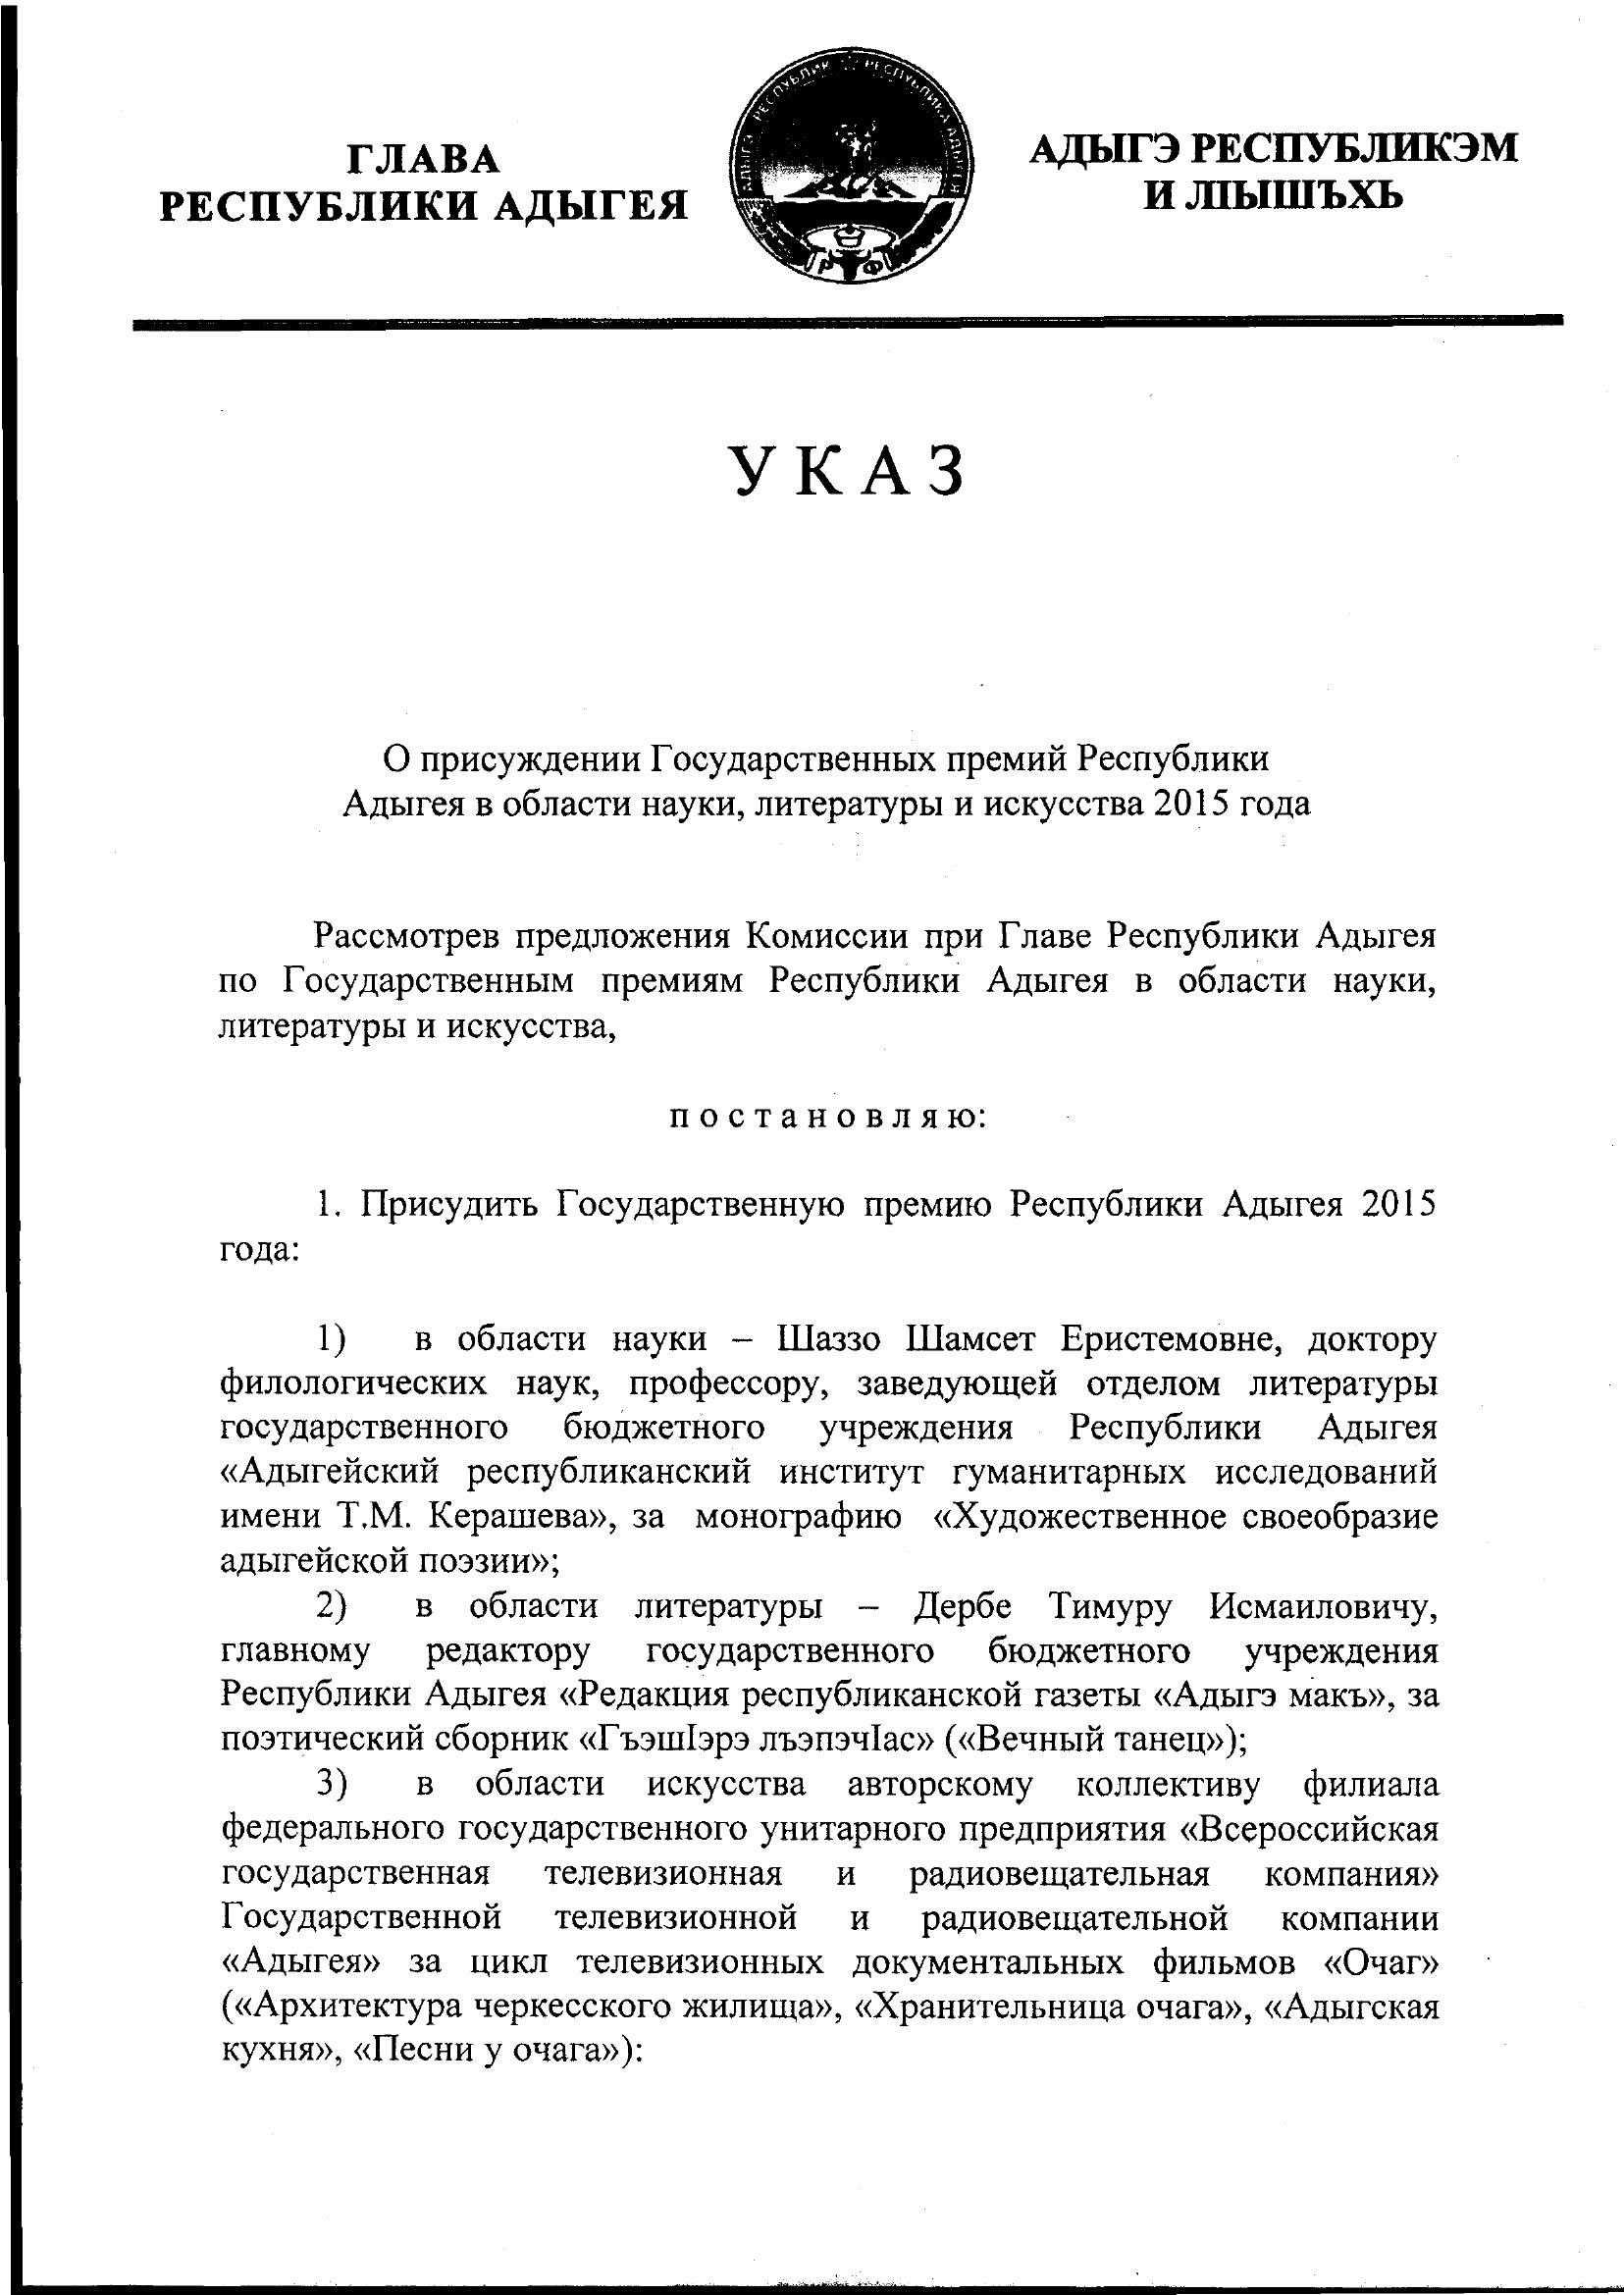 ГЛАВА
РЕСПУБЛИКИ АДЫГЕЯ
АДЫГЭ РЕСПУБЛИКЭМ
И ЛIЫШЪХЬ
АДЫГЭ РЕСПУБЛИК РЕСПУБЛИКА АДЫГЕЯ
РФ
УКАЗ
О присуждении Государственных премий Республики
Адыгея в области науки, литературы и искусства 2015 года
Рассмотрев предложения Комиссии при Главе Республики Адыгея
по Государственным премиям Республики Адыгея в области науки,
литературы и искусства,
п о с т а н о в л я ю:
1. Присудить Государственную премию Республики Адыгея 2015
года:
1) в области науки – Шаззо Шамсет Еристемовне, доктору
филологических наук, профессору, заведующей отделом литературы
государственного бюджетного учреждения Республики Адыгея
«Адыгейский республиканский институт гуманитарных исследований
имени Т.М. Керашева», за монографию «Художественное своеобразие
адыгейской поэзии»;
2) в области литературы – Дербе Тимуру Исмаиловичу,
главному редактору государственного бюджетного учреждения
Республики Адыгея «Редакция республиканской газеты «Адыгэ макъ», за
поэтический сборник «ГъэшIэрэ лъэпэчIас» («Вечный танец»);
3) в области искусства авторскому коллективу филиала
федерального государственного унитарного предприятия «Всероссийская
государственная телевизионная и радиовещательная компания»
Государственной телевизионной и радиовещательной компании
«Адыгея» за цикл телевизионных документальных фильмов «Очаг»
(«Архитектура черкесского жилища», «Хранительница очага», «Адыгская
кухня», «Песни у очага»):